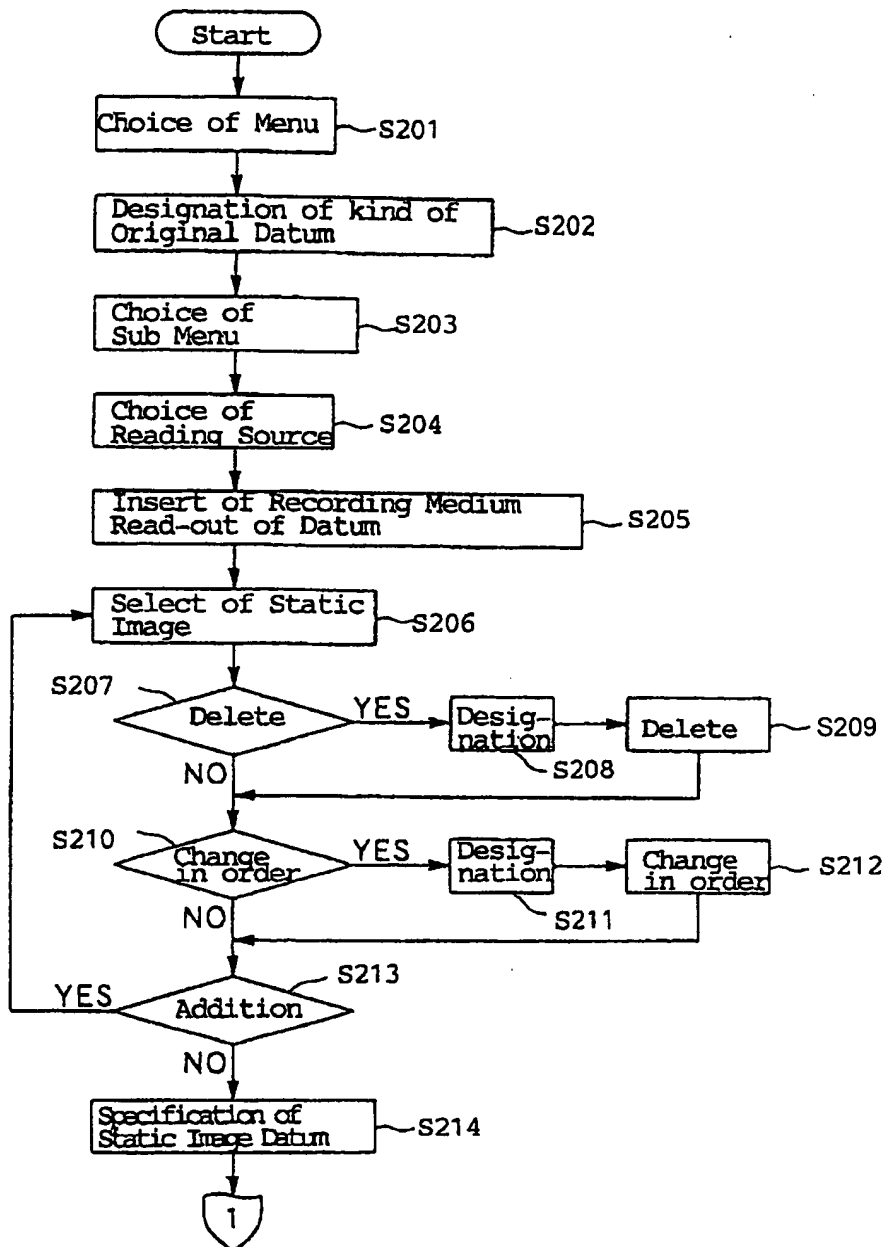 Start
Choice of Menu
S201
Designation of kind of
Original Datum
S202
Choice of
Sub Menu
S203
Choice of
Reading Source
S204
Insert of Recording Medium
Read-out of Datum
S205
Select of Static
Image
S206
S207
Delete
YES
Desig-
nation
S208
Delete
S209
NO
S210
Change
in order
YES
Desig-
nation
S211
Change
in order
S212
NO
S213
Addition
YES
NO
Specification of
Static Image Datum
S214
1